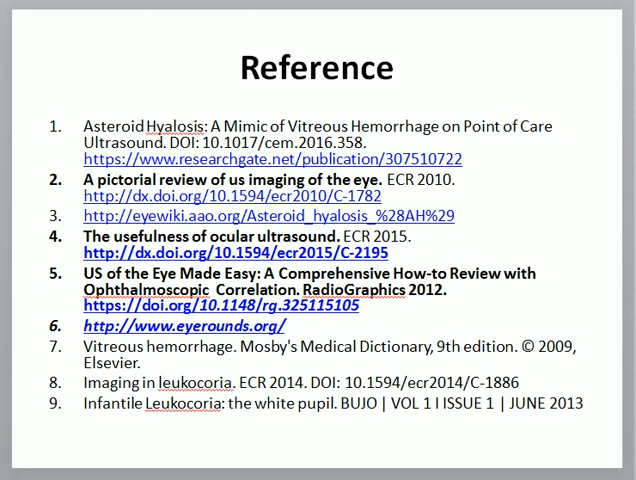 Reference
1. Asteroid Hyalosis: A Mimic of Vitreous Hemorrhage on Point of Care
Ultrasound. DOI: 10.1017/cem.2016.358.
https://www.researchgate.net/publication/307510722
2. A pictorial review of us imaging of the eye. ECR 2010.
http://dx.doi.org/10.1594/ecr2010/C-1782
3. http://eyewiki.aao.org/Asteroid_hyalosis_%28AH%29
4. The usefulness of ocular ultrasound. ECR 2015.
http://dx.doi.org/10.1594/ecr2015/C-2195
5. US of the Eye Made Easy: A Comprehensive How-to Review with
Ophthalmoscopic Correlation. RadioGraphics 2012.
https://doi.org/10.1148/rg.325115105
6. http://www.eyerounds.org/
7. Vitreous hemorrhage. Mosby's Medical Dictionary, 9th edition. © 2009,
Elsevier.
8. Imaging in leukocoria. ECR 2014. DOI: 10.1594/ecr2014/C-1886
9. Infantile Leukocoria: the white pupil. BUJO | VOL 1 I ISSUE 1 | JUNE 2013